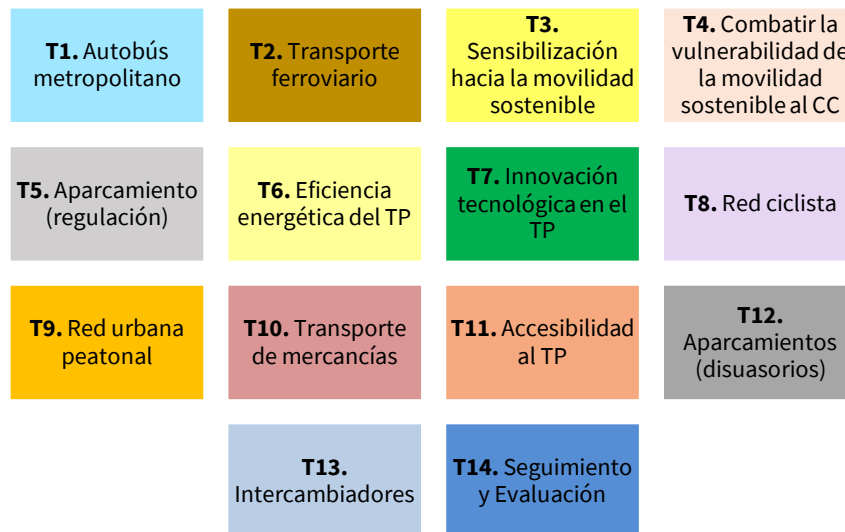 T1. Autobús
metropolitano
T2. Transporte
ferroviario
T3.
Sensibilización
hacia la movilidad
sostenible
T4. Combatir la
vulnerabilidad de
la movilidad
sostenible al CC
T5. Aparcamiento
(regulación)
T6. Eficiencia
energética del TP
T7. Innovación
tecnológica en el
TP
T8. Red ciclista
T9. Red urbana
peatonal
T10. Transporte
de mercancías
T11. Accesibilidad
al TP
T12.
Aparcamientos
(disuasorios)
T13.
Intercambiadores
T14. Seguimiento
y Evaluación